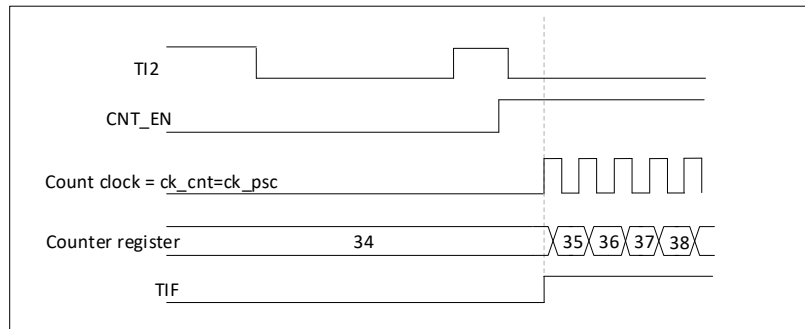 TI2
CNT_EN
Count clock = ck_cnt=ck_psc
Counter register 34 35 36 37 38
TIF